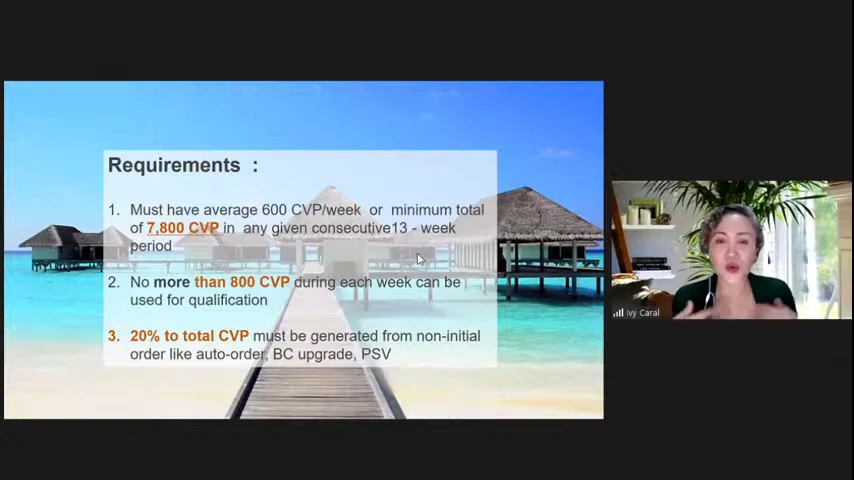 Requirements :
1. Must have average 600 CVP/week or minimum total
of 7,800 CVP in any given consecutive13 - week
period
2. No more than 800 CVP during each week can be
used for qualification
3. 20% to total CVP must be generated from non-initial
order like auto-order, BC upgrade, PSV
Ivy Caral